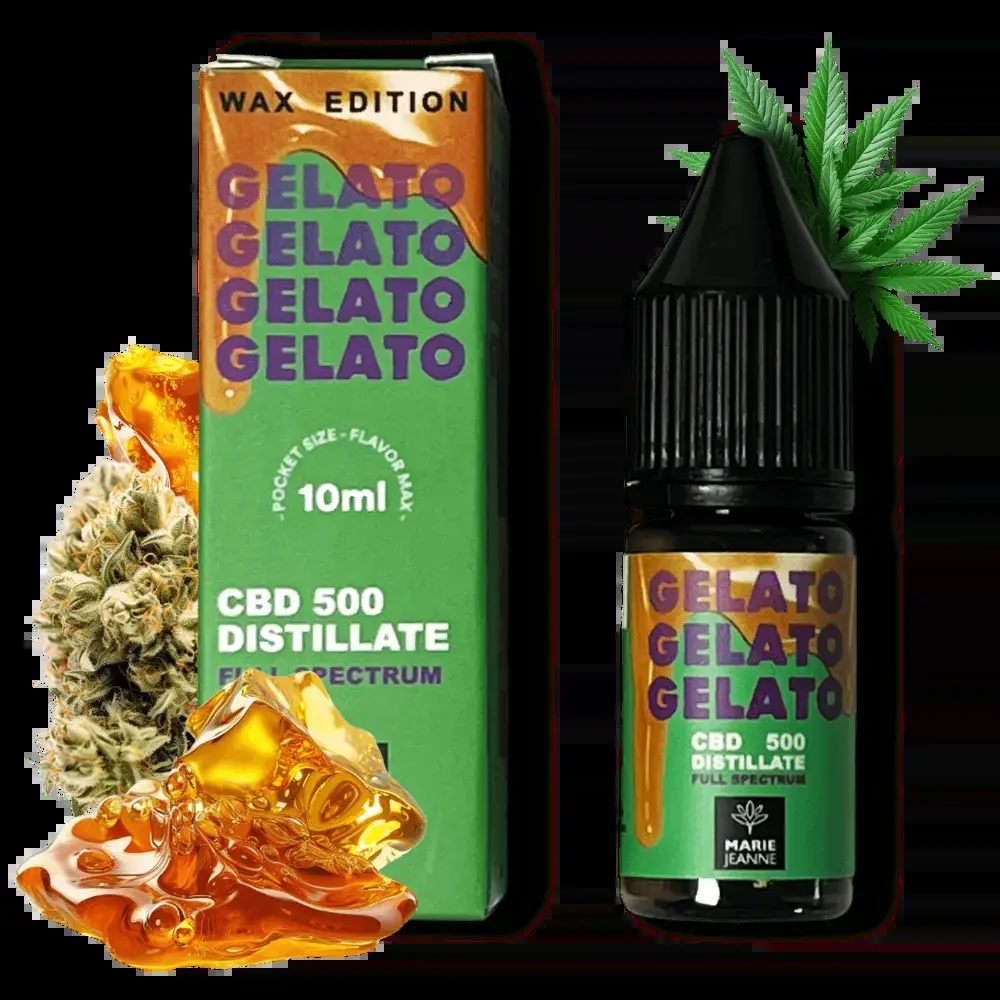 WAX EDITION
GELATO
GELATO
GELATO
GELATO
POCKET SIZE - FLAVOR MAX
10ml
CBD 500
DISTILLATE
FULL SPECTRUM
GELATO
GELATO
GELATO
CBD 500
DISTILLATE
FULL SPECTRUM
MARIE
JEANNE